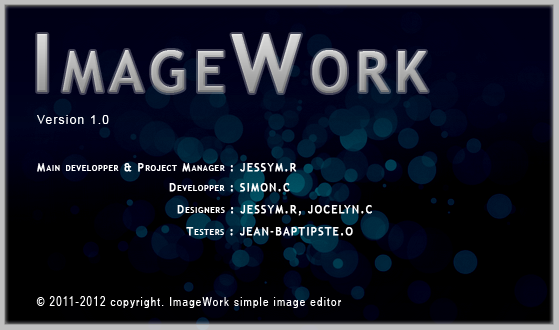 IMAGEWORK
Version 1.0
MAIN DEVELOPPER & PROJECT MANAGER : JESSYM.R
DEVELOPPER : SIMON.C
DESIGNERS : JESSYM.R, JOCELYN.C
TESTERS : JEAN-BAPTIPSTE.O
© 2011-2012 copyright. ImageWork simple image editor